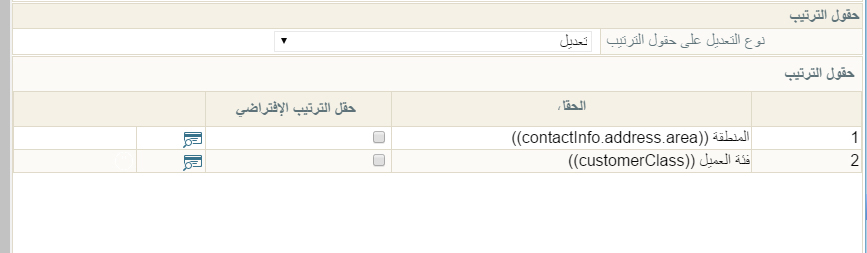 حقول الترتيب
نوع التعديل على حقول الترتيب تعديل
حقول الترتيب
الحقل حقل الترتيب الإفتراضي
1 المنطقة ((contactInfo.address.area))
2 فئة العميل ((customerClass))